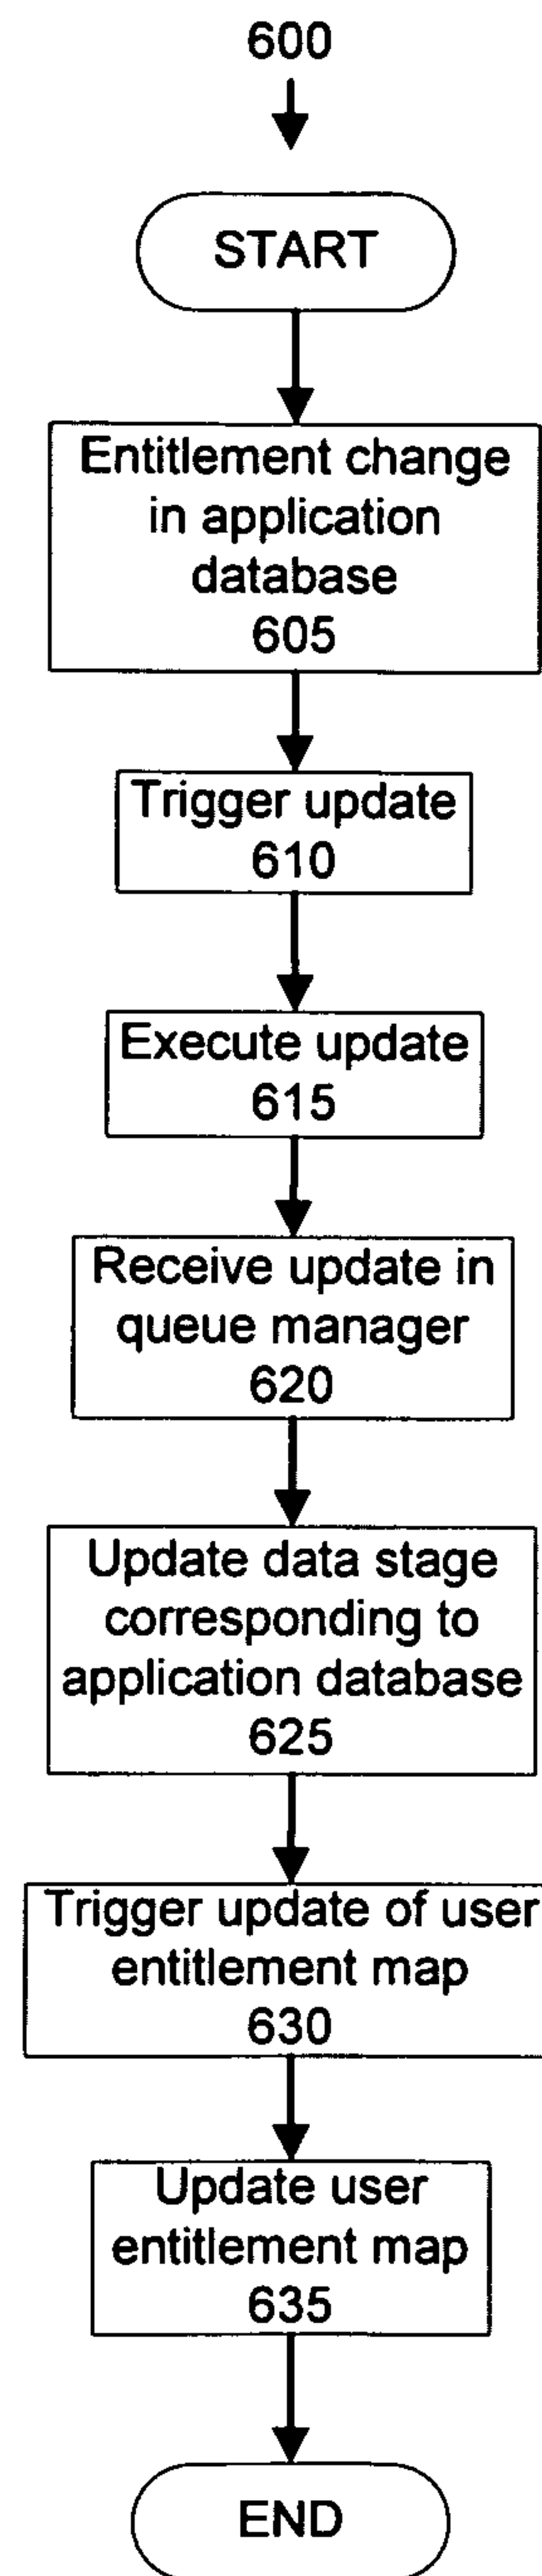 600
START
Entitlement change
in application
database
605
Trigger update
610
Execute update
615
Receive update in
queue manager
620
Update data stage
corresponding to
application database
625
Trigger update of user
entitlement map
630
Update user
entitlement map
635
END